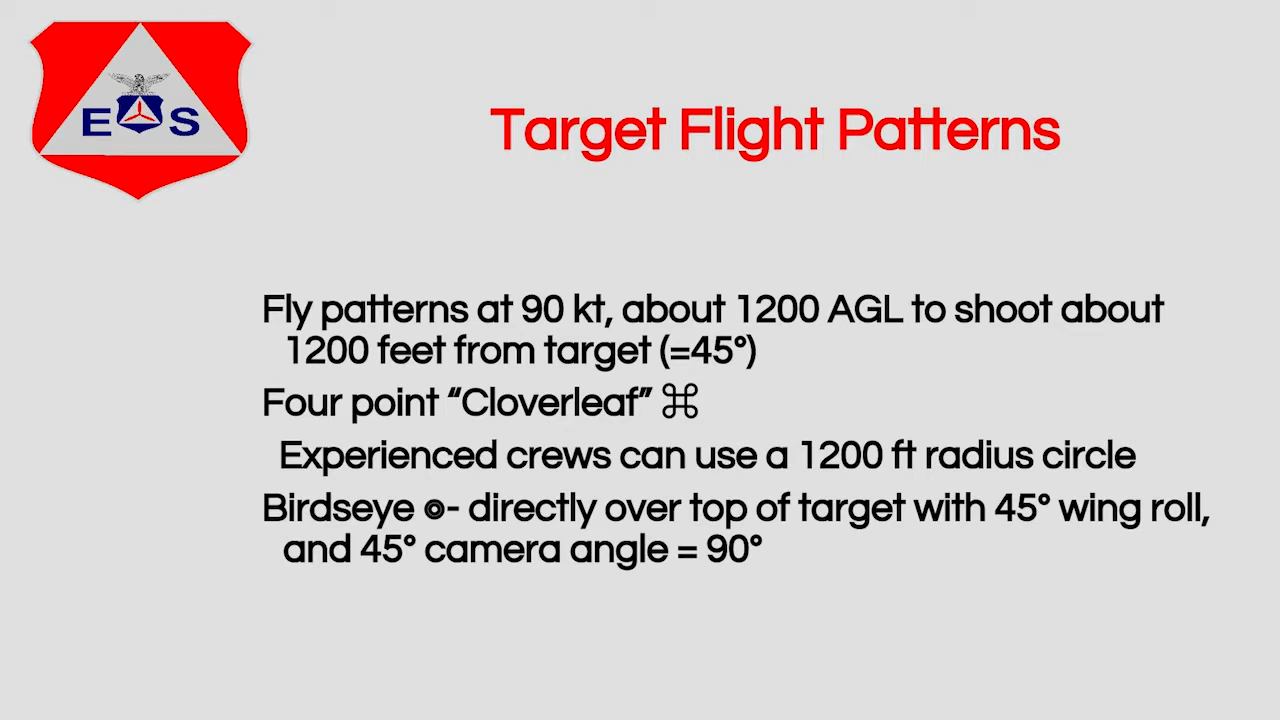 E S
Target Flight Patterns
Fly patterns at 90 kt, about 1200 AGL to shoot about
1200 feet from target (=45°)
Four point “Cloverleaf” ⌘
Experienced crews can use a 1200 ft radius circle
Birdseye ⊚- directly over top of target with 45° wing roll,
and 45° camera angle = 90°